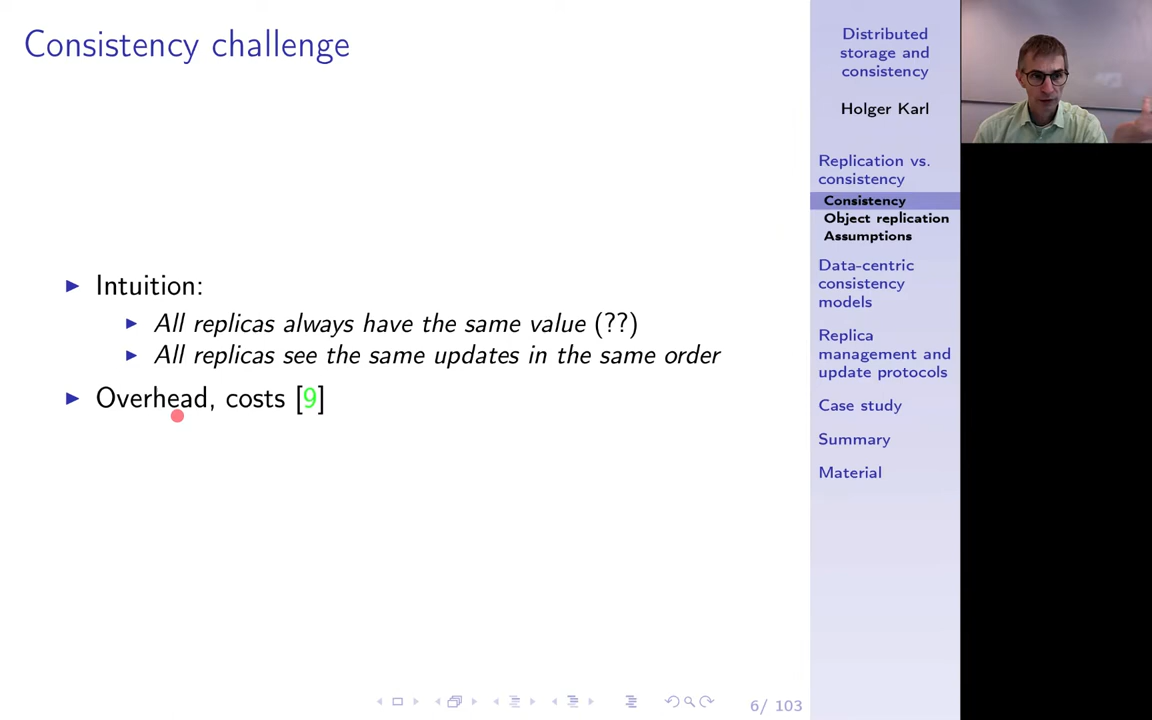 Consistency challenge
Intuition:
All replicas always have the same value (??)
All replicas see the same updates in the same order
Overhead, costs [9]
Distributed
storage and
consistency
Holger Karl
Replication vs.
consistency
Consistency
Object replication
Assumptions
Data-centric
consistency
models
Replica
management and
update protocols
Case study
Summary
Material
6/ 103